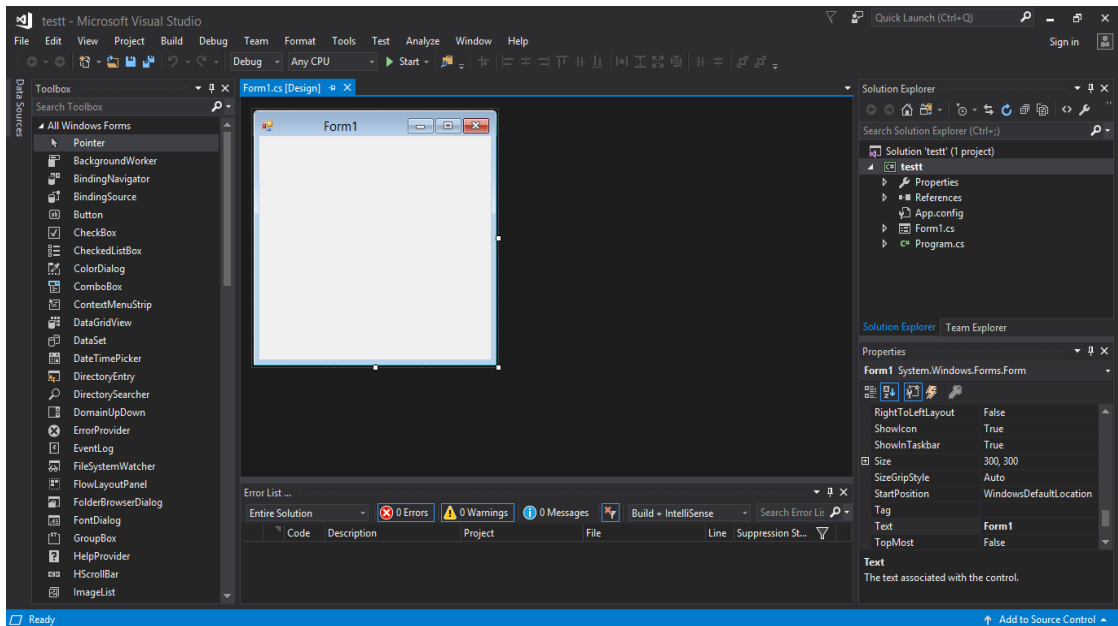 testt - Microsoft Visual Studio
Quick Launch (Ctrl+Q)
File Edit View Project Build Debug Team Format Tools Test Analyze Window Help
Sign in
Debug Any CPU Start
Data Sources
Toolbox
Search Toolbox
All Windows Forms
Pointer
BackgroundWorker
BindingNavigator
BindingSource
Button
CheckBox
CheckedListBox
ColorDialog
ComboBox
ContextMenuStrip
DataGridView
DataSet
DateTimePicker
DirectoryEntry
DirectorySearcher
DomainUpDown
ErrorProvider
EventLog
FileSystemWatcher
FlowLayoutPanel
FolderBrowserDialog
FontDialog
GroupBox
HelpProvider
HScrollBar
ImageList
Form1.cs [Design]
Form1
Error List ...
Entire Solution 0 Errors 0 Warnings 0 Messages Build + IntelliSense Search Error Lis
Code Description Project File Line Suppression St...
Solution Explorer
Search Solution Explorer (Ctrl+;)
Solution 'testt' (1 project)
C# testt
Properties
References
App.config
Form1.cs
C# Program.cs
Solution Explorer Team Explorer
Properties
Form1 System.Windows.Forms.Form
RightToLeftLayout False
ShowIcon True
ShowInTaskbar True
Size 300, 300
SizeGripStyle Auto
StartPosition WindowsDefaultLocation
Tag
Text Form1
TopMost False
Text
The text associated with the control.
Ready
Add to Source Control